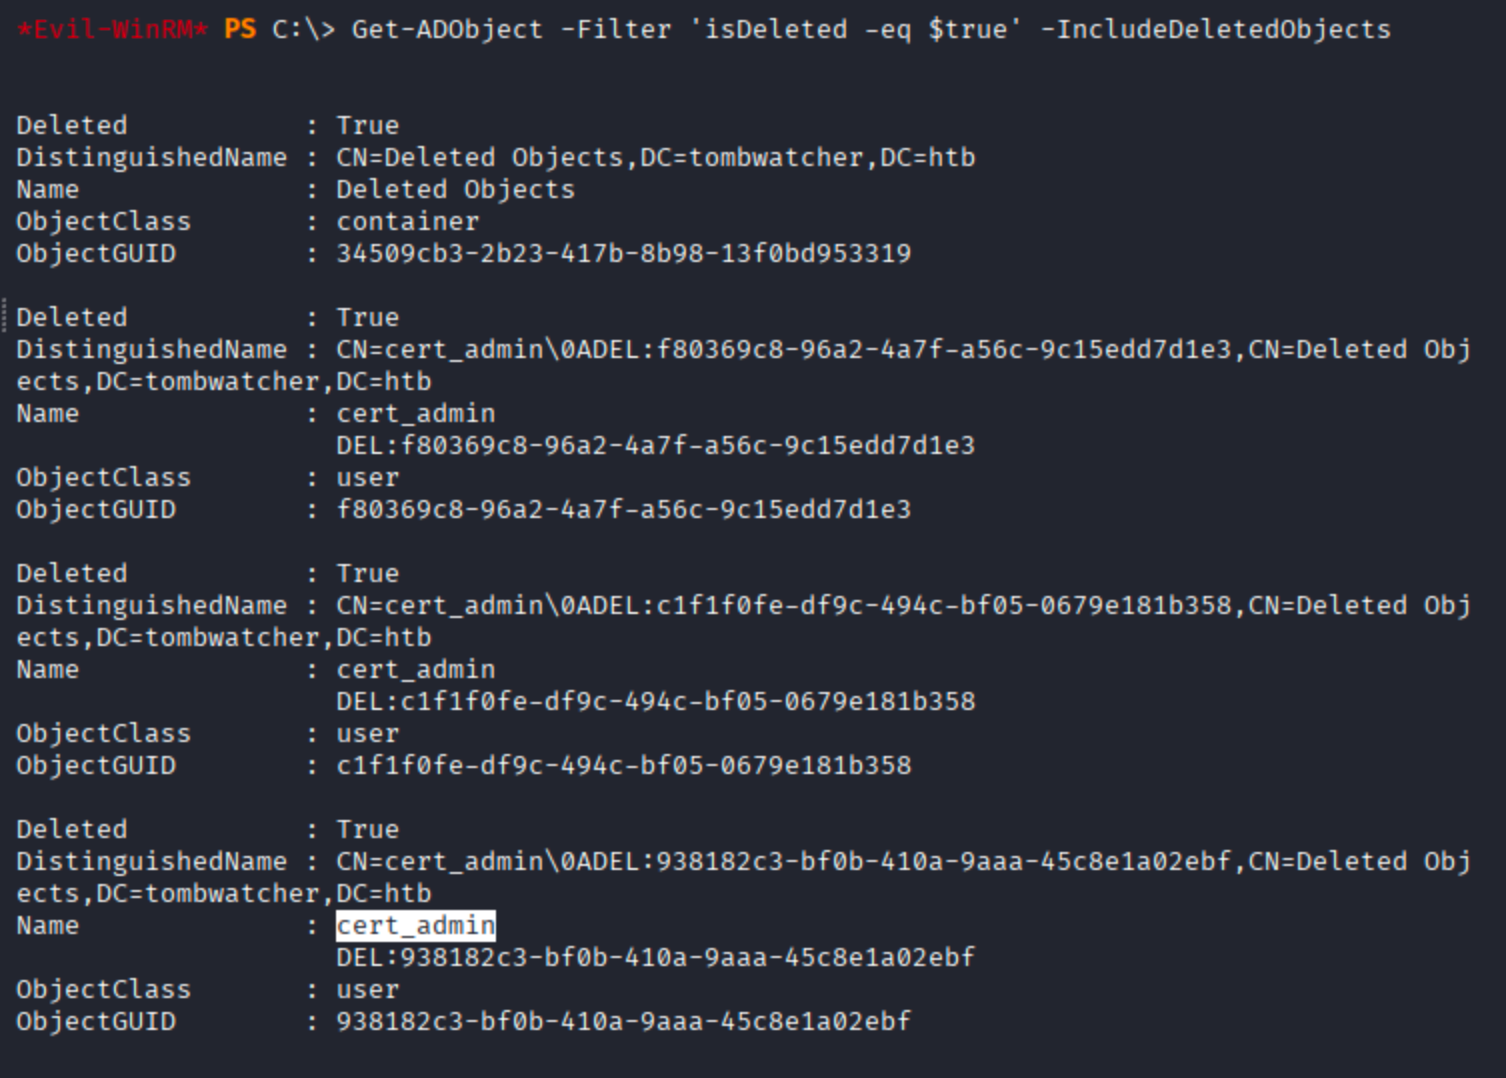 *Evil-WinRM* PS C:\> Get-ADObject -Filter 'isDeleted -eq $true' -IncludeDeletedObjects
Deleted : True
DistinguishedName : CN=Deleted Objects,DC=tombwatcher,DC=htb
Name : Deleted Objects
ObjectClass : container
ObjectGUID : 34509cb3-2b23-417b-8b98-13f0bd953319
Deleted : True
DistinguishedName : CN=cert_admin\0ADEL:f80369c8-96a2-4a7f-a56c-9c15edd7d1e3,CN=Deleted Obj
ects,DC=tombwatcher,DC=htb
Name : cert_admin
DEL:f80369c8-96a2-4a7f-a56c-9c15edd7d1e3
ObjectClass : user
ObjectGUID : f80369c8-96a2-4a7f-a56c-9c15edd7d1e3
Deleted : True
DistinguishedName : CN=cert_admin\0ADEL:c1f1f0fe-df9c-494c-bf05-0679e181b358,CN=Deleted Obj
ects,DC=tombwatcher,DC=htb
Name : cert_admin
DEL:c1f1f0fe-df9c-494c-bf05-0679e181b358
ObjectClass : user
ObjectGUID : c1f1f0fe-df9c-494c-bf05-0679e181b358
Deleted : True
DistinguishedName : CN=cert_admin\0ADEL:938182c3-bf0b-410a-9aaa-45c8e1a02ebf,CN=Deleted Obj
ects,DC=tombwatcher,DC=htb
Name : cert_admin
DEL:938182c3-bf0b-410a-9aaa-45c8e1a02ebf
ObjectClass : user
ObjectGUID : 938182c3-bf0b-410a-9aaa-45c8e1a02ebf